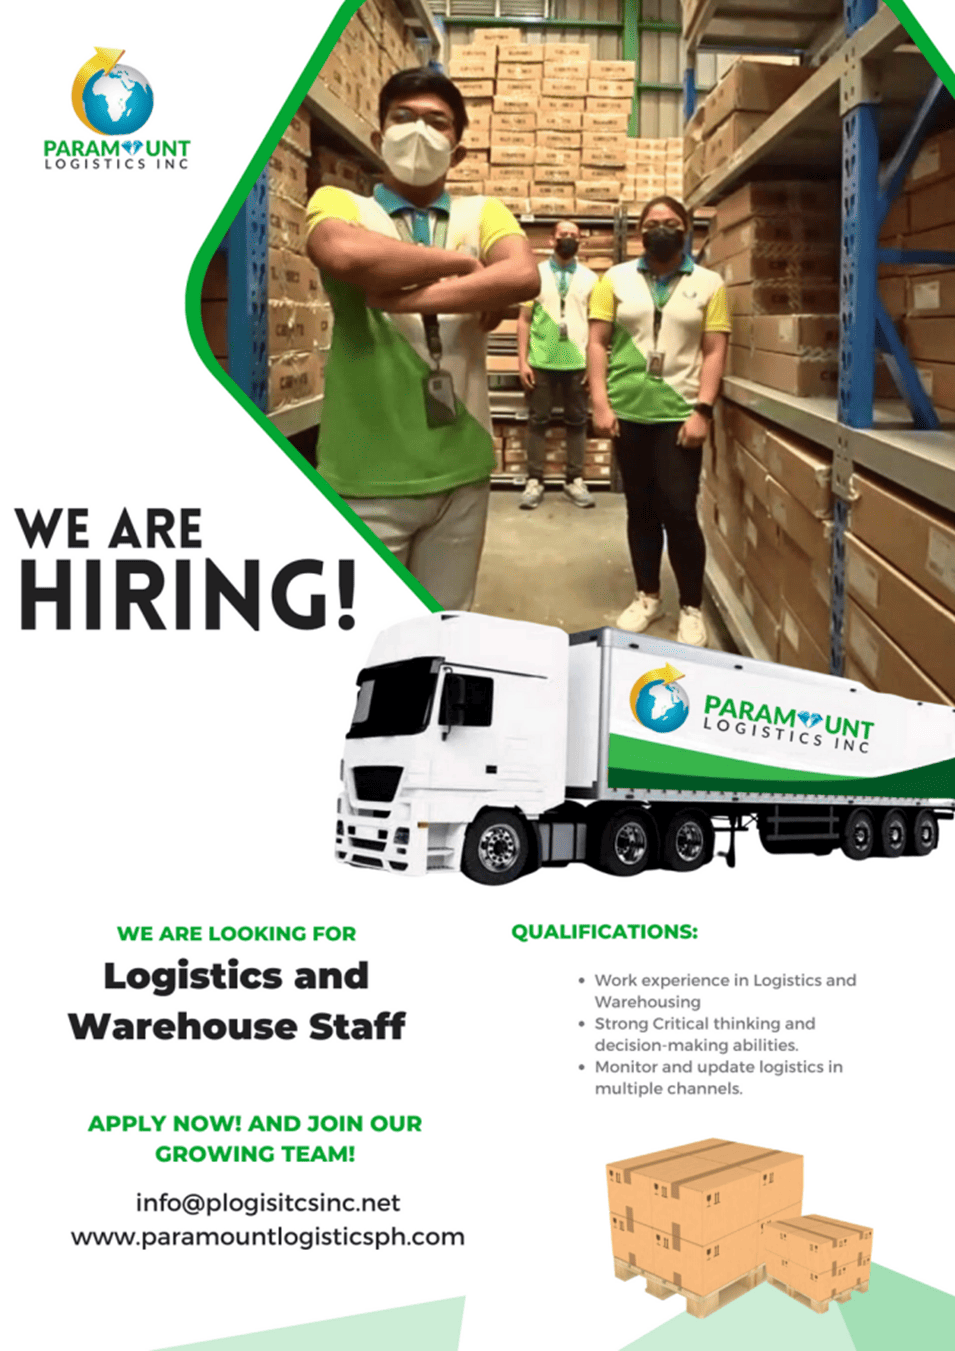 PARAMOUNT
LOGISTICS INC
WE ARE
HIRING!
PARAMOUNT
LOGISTICS INC
WE ARE LOOKING FOR
Logistics and
Warehouse Staff
APPLY NOW! AND JOIN OUR
GROWING TEAM!
info@plogisitcsinc.net
www.paramountlogisticsph.com
QUALIFICATIONS:
• Work experience in Logistics and
Warehousing
• Strong Critical thinking and
decision-making abilities.
• Monitor and update logistics in
multiple channels.